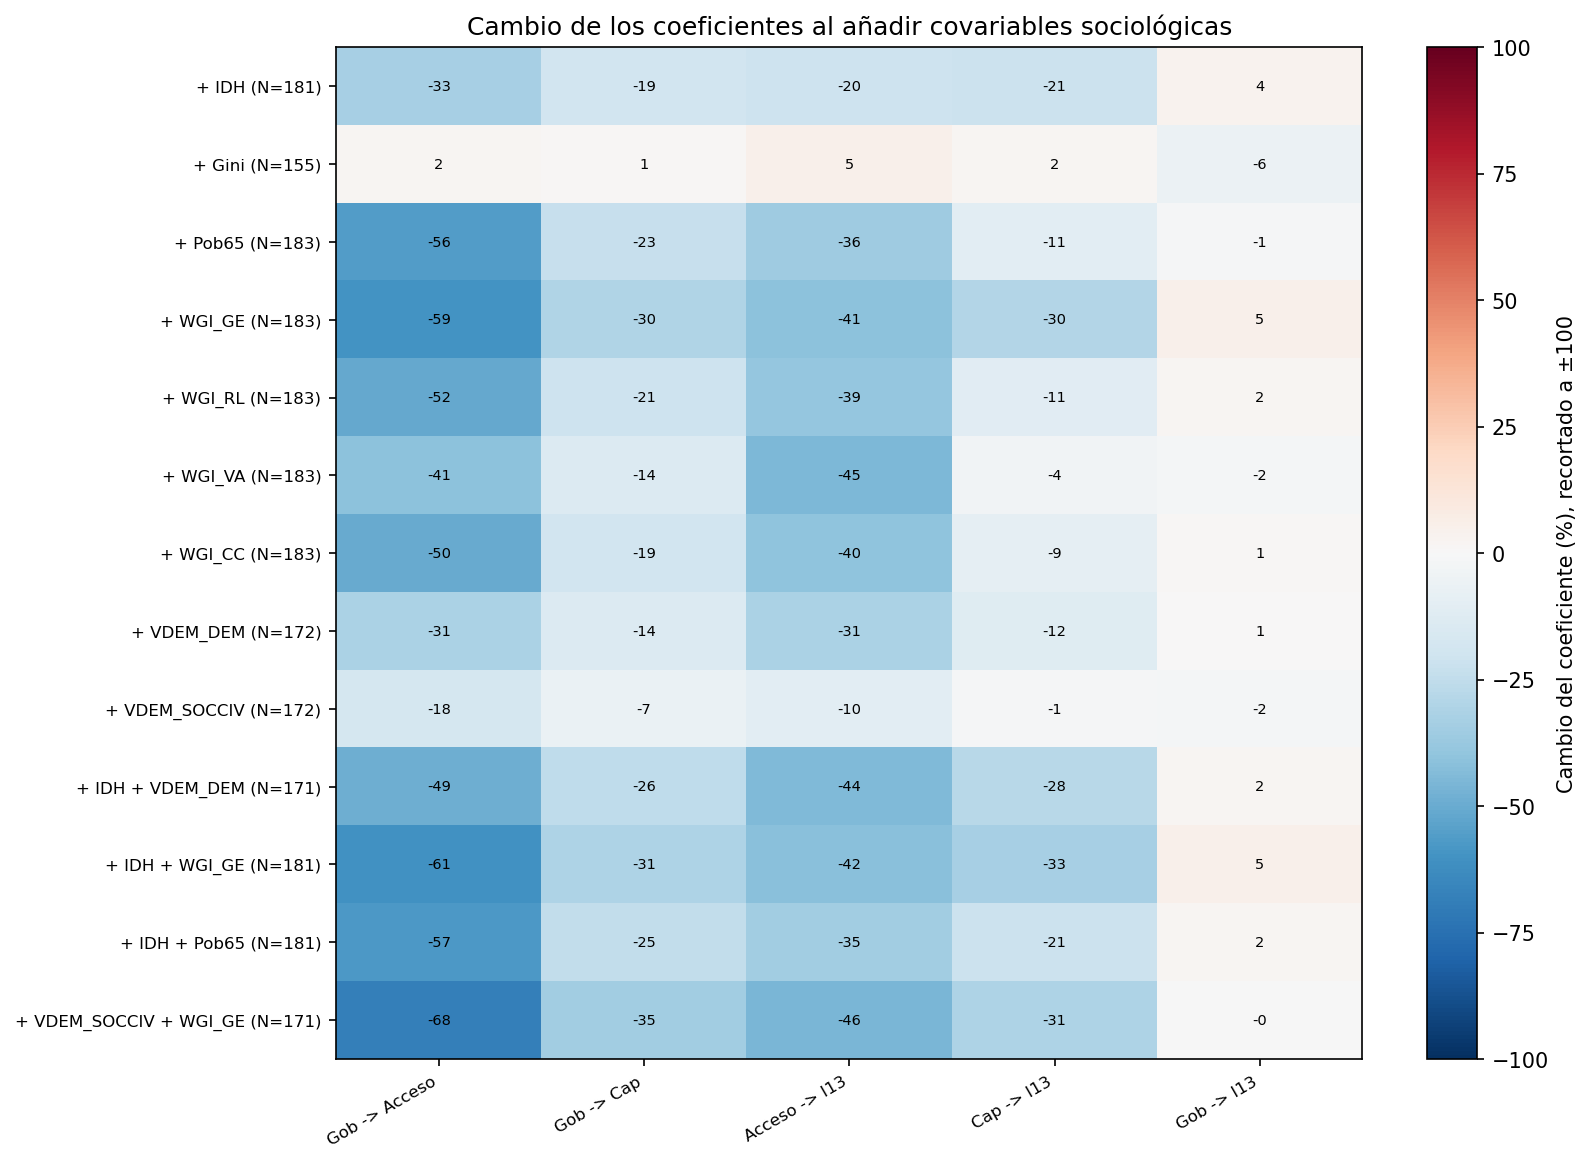 Cambio de los coeficientes al añadir covariables sociológicas
+ IDH (N=181) -33 -19 -20 -21 4
+ Gini (N=155) 2 1 5 2 -6
+ Pob65 (N=183) -56 -23 -36 -11 -1
+ WGI_GE (N=183) -59 -30 -41 -30 5
+ WGI_RL (N=183) -52 -21 -39 -11 2
+ WGI_VA (N=183) -41 -14 -45 -4 -2
+ WGI_CC (N=183) -50 -19 -40 -9 1
+ VDEM_DEM (N=172) -31 -14 -31 -12 1
+ VDEM_SOCCIV (N=172) -18 -7 -10 -1 -2
+ IDH + VDEM_DEM (N=171) -49 -26 -44 -28 2
+ IDH + WGI_GE (N=181) -61 -31 -42 -33 5
+ IDH + Pob65 (N=181) -57 -25 -35 -21 2
+ VDEM_SOCCIV + WGI_GE (N=171) -68 -35 -46 -31 -0
Gob -> Acceso
Gob -> Cap
Acceso -> I13
Cap -> I13
Gob -> I13
100
75
50
25
0
−25
−50
−75
−100
Cambio del coeficiente (%), recortado a ±100